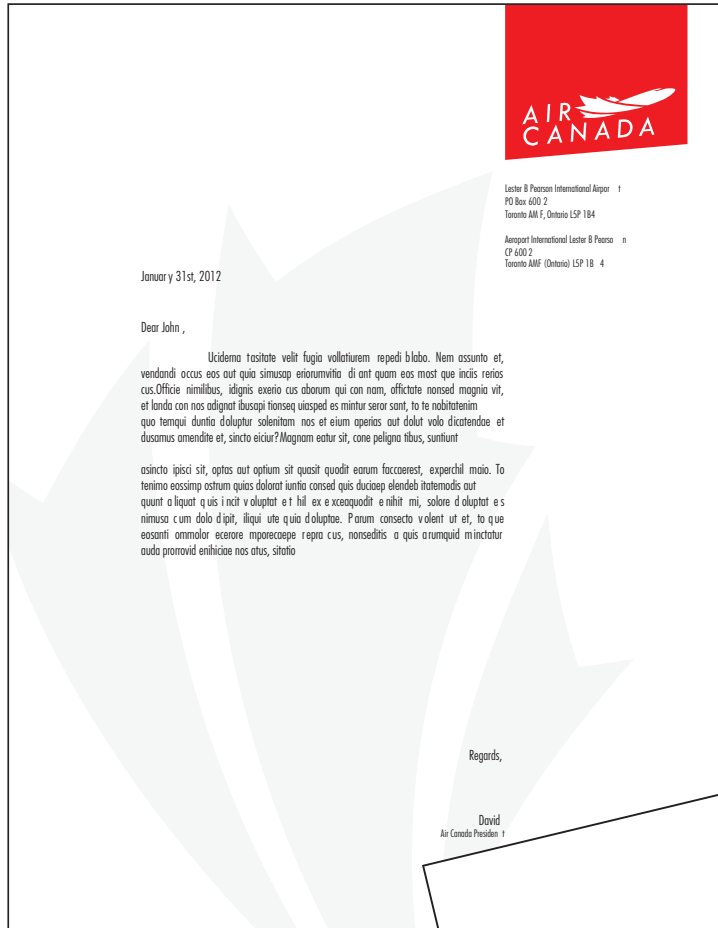 AIR
CANADA
Lester B Pearson International Airpor t
PO Box 600 2
Toronto AM F, Ontario L5P 1B4
Aeroport International Lester B Pearso n
CP 600 2
Toronto AMF (Ontario) L5P 1B 4
Januar y 31st, 2012
Dear John ,
Ucidema tasitate velit fugia vollatiurem repedi blabo. Nem assunto et,
vendandi occus eos aut quia simusap eriorumvitia di ant quam eos most que inciis rerios
cus.Officie nimilibus, idignis exerio cus aborum qui con nam, offictate nonsed magnia vit,
et landa con nos adignat ibusapi tionseq uiasped es mintur seror sant, to te nobitatenim
quo temqui duntia doluptur solenitam nos et eium aperias aut dolut volo dicatendae et
dusamus amendite et, sincto eiciur?Magnam eatur sit, cone peligna tibus, suntiunt
asincto ipisci sit, optas aut optium sit quasit quodit earum faccaerest, experchil maio. To
tenimo eossimp ostrum quias dolorat iuntia consed quis duciaep elendeb itatemodis aut
quunt a liquat q uis i ncit v oluptat e t hil ex e xceaquodit e nihit mi, solore d oluptat e s
nimusa c um dolo d ipit, iliqui ute q uia d oluptae. P arum consecto v olent ut et, to q ue
eosanti ommolor ecerore mporecaepe r epra c us, nonseditis a quis a rumquid m inctatur
auda prorrovid enihiciae nos atus, sitatio
Regards,
David
Air Canada Presiden t